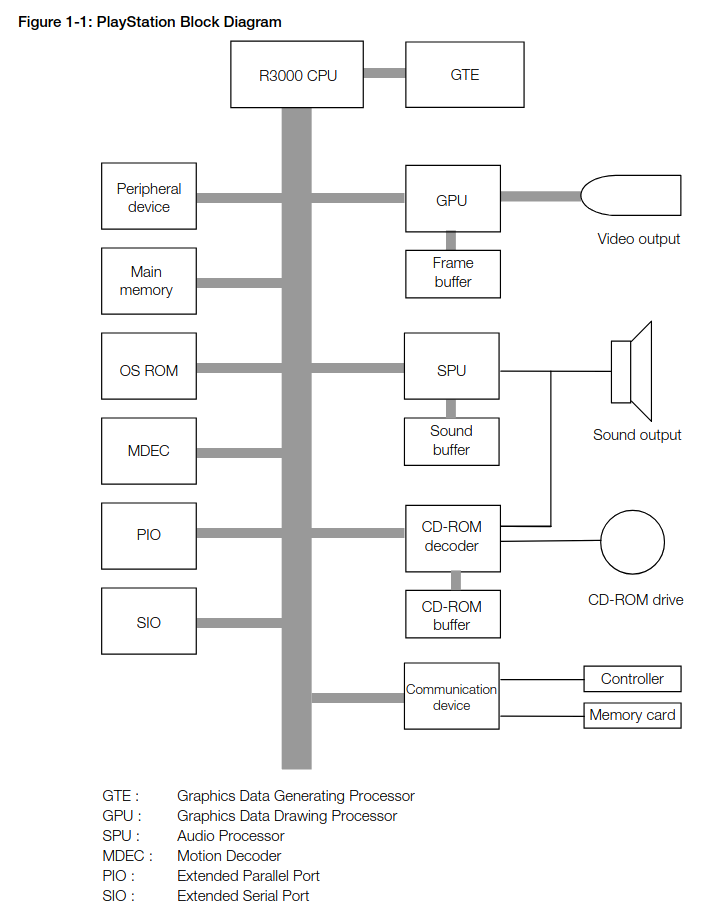 Figure 1-1: PlayStation Block Diagram
R3000 CPU
GTE
Peripheral
device
GPU
Video output
Frame
buffer
Main
memory
OS ROM
SPU
Sound output
Sound
buffer
MDEC
PIO
CD-ROM
decoder
CD-ROM drive
CD-ROM
buffer
SIO
Communication
device
Controller
Memory card
GTE : Graphics Data Generating Processor
GPU : Graphics Data Drawing Processor
SPU : Audio Processor
MDEC : Motion Decoder
PIO : Extended Parallel Port
SIO : Extended Serial Port